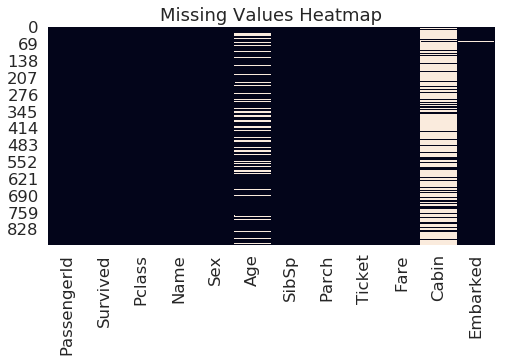 Missing Values Heatmap
0
69
138
207
276
345
414
483
552
621
690
759
828
PassengerId
Survived
Pclass
Name
Sex
Age
SibSp
Parch
Ticket
Fare
Cabin
Embarked